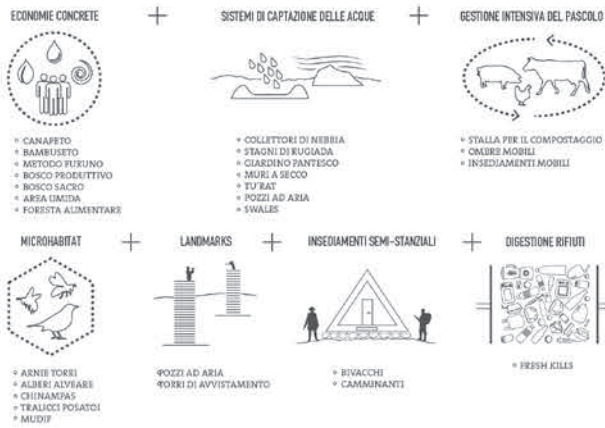 ECONOMIE CONCRETE + SISTEMI DI CAPTAZIONE DELLE ACQUE + GESTIONE INTENSIVA DEL PASCOLO
CANAPETO
BAMBUSETO
METODO FURUNO
BOSCO PRODUTTIVO
BOSCO SACRO
AREA UMIDA
FORESTA ALIMENTARE
COLLETTORI DI NEBBIA
STAGNI DI RUGIADA
GIARDINO PANTESCO
MURI A SECCO
TU'RAT
POZZI AD ARIA
SWALES
STALLA PER IL COMPOSTAGGIO
OMBRE MOBILI
INSEDIAMENTI MOBILI
MICROHABITAT + LANDMARKS + INSEDIAMENTI SEMI-STANZIALI + DIGESTIONE RIFIUTI
ARNIE TORRI
ALBERI ALVEARE
CHINAMPAS
TRALICCI POSATOI
MUDIF
POZZI AD ARIA
TORRI DI AVVISTAMENTO
BIVACCHI
CAMMINANTI
FRESH KILLS